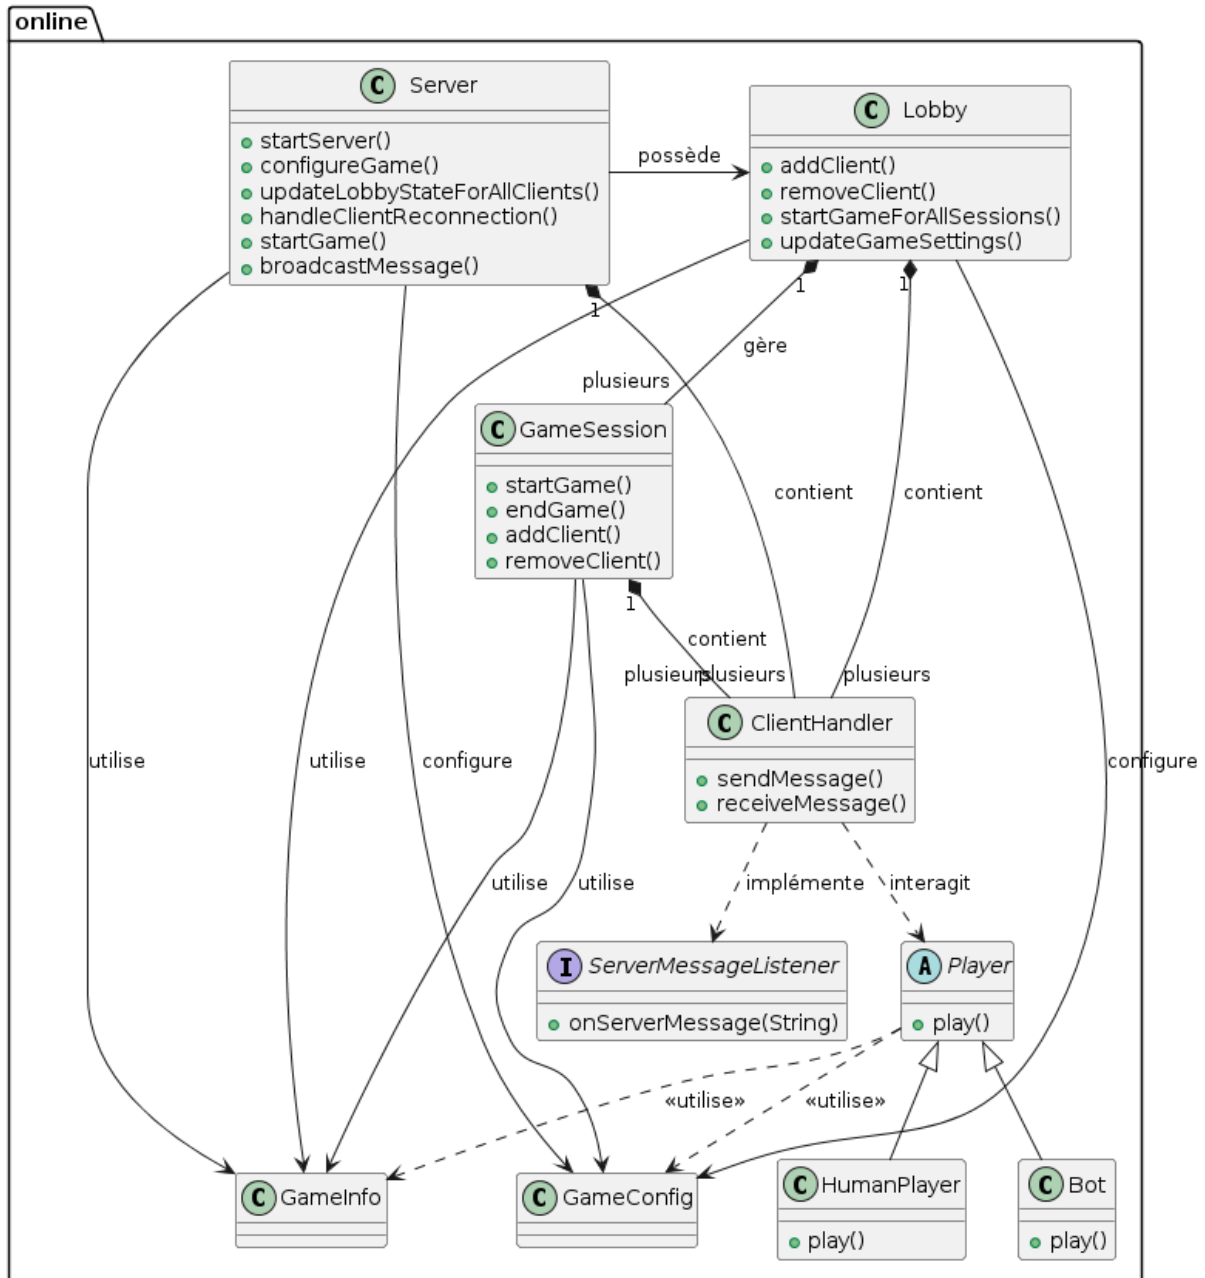 online
C Server
startServer()
configureGame()
updateLobbyStateForAllClients()
handleClientReconnection()
startGame()
broadcastMessage()
possède
C Lobby
addClient()
removeClient()
startGameForAllSessions()
updateGameSettings()
1
1
1
gère
plusieurs
C GameSession
startGame()
endGame()
addClient()
removeClient()
contient
contient
1
contient
plusieurs
plusieurs
plusieurs
C ClientHandler
sendMessage()
receiveMessage()
utilise
utilise
configure
configure
utilise
utilise
implémente
interagit
I ServerMessageListener
onServerMessage(String)
A Player
play()
«utilise»
«utilise»
C GameInfo
C GameConfig
C HumanPlayer
play()
C Bot
play()